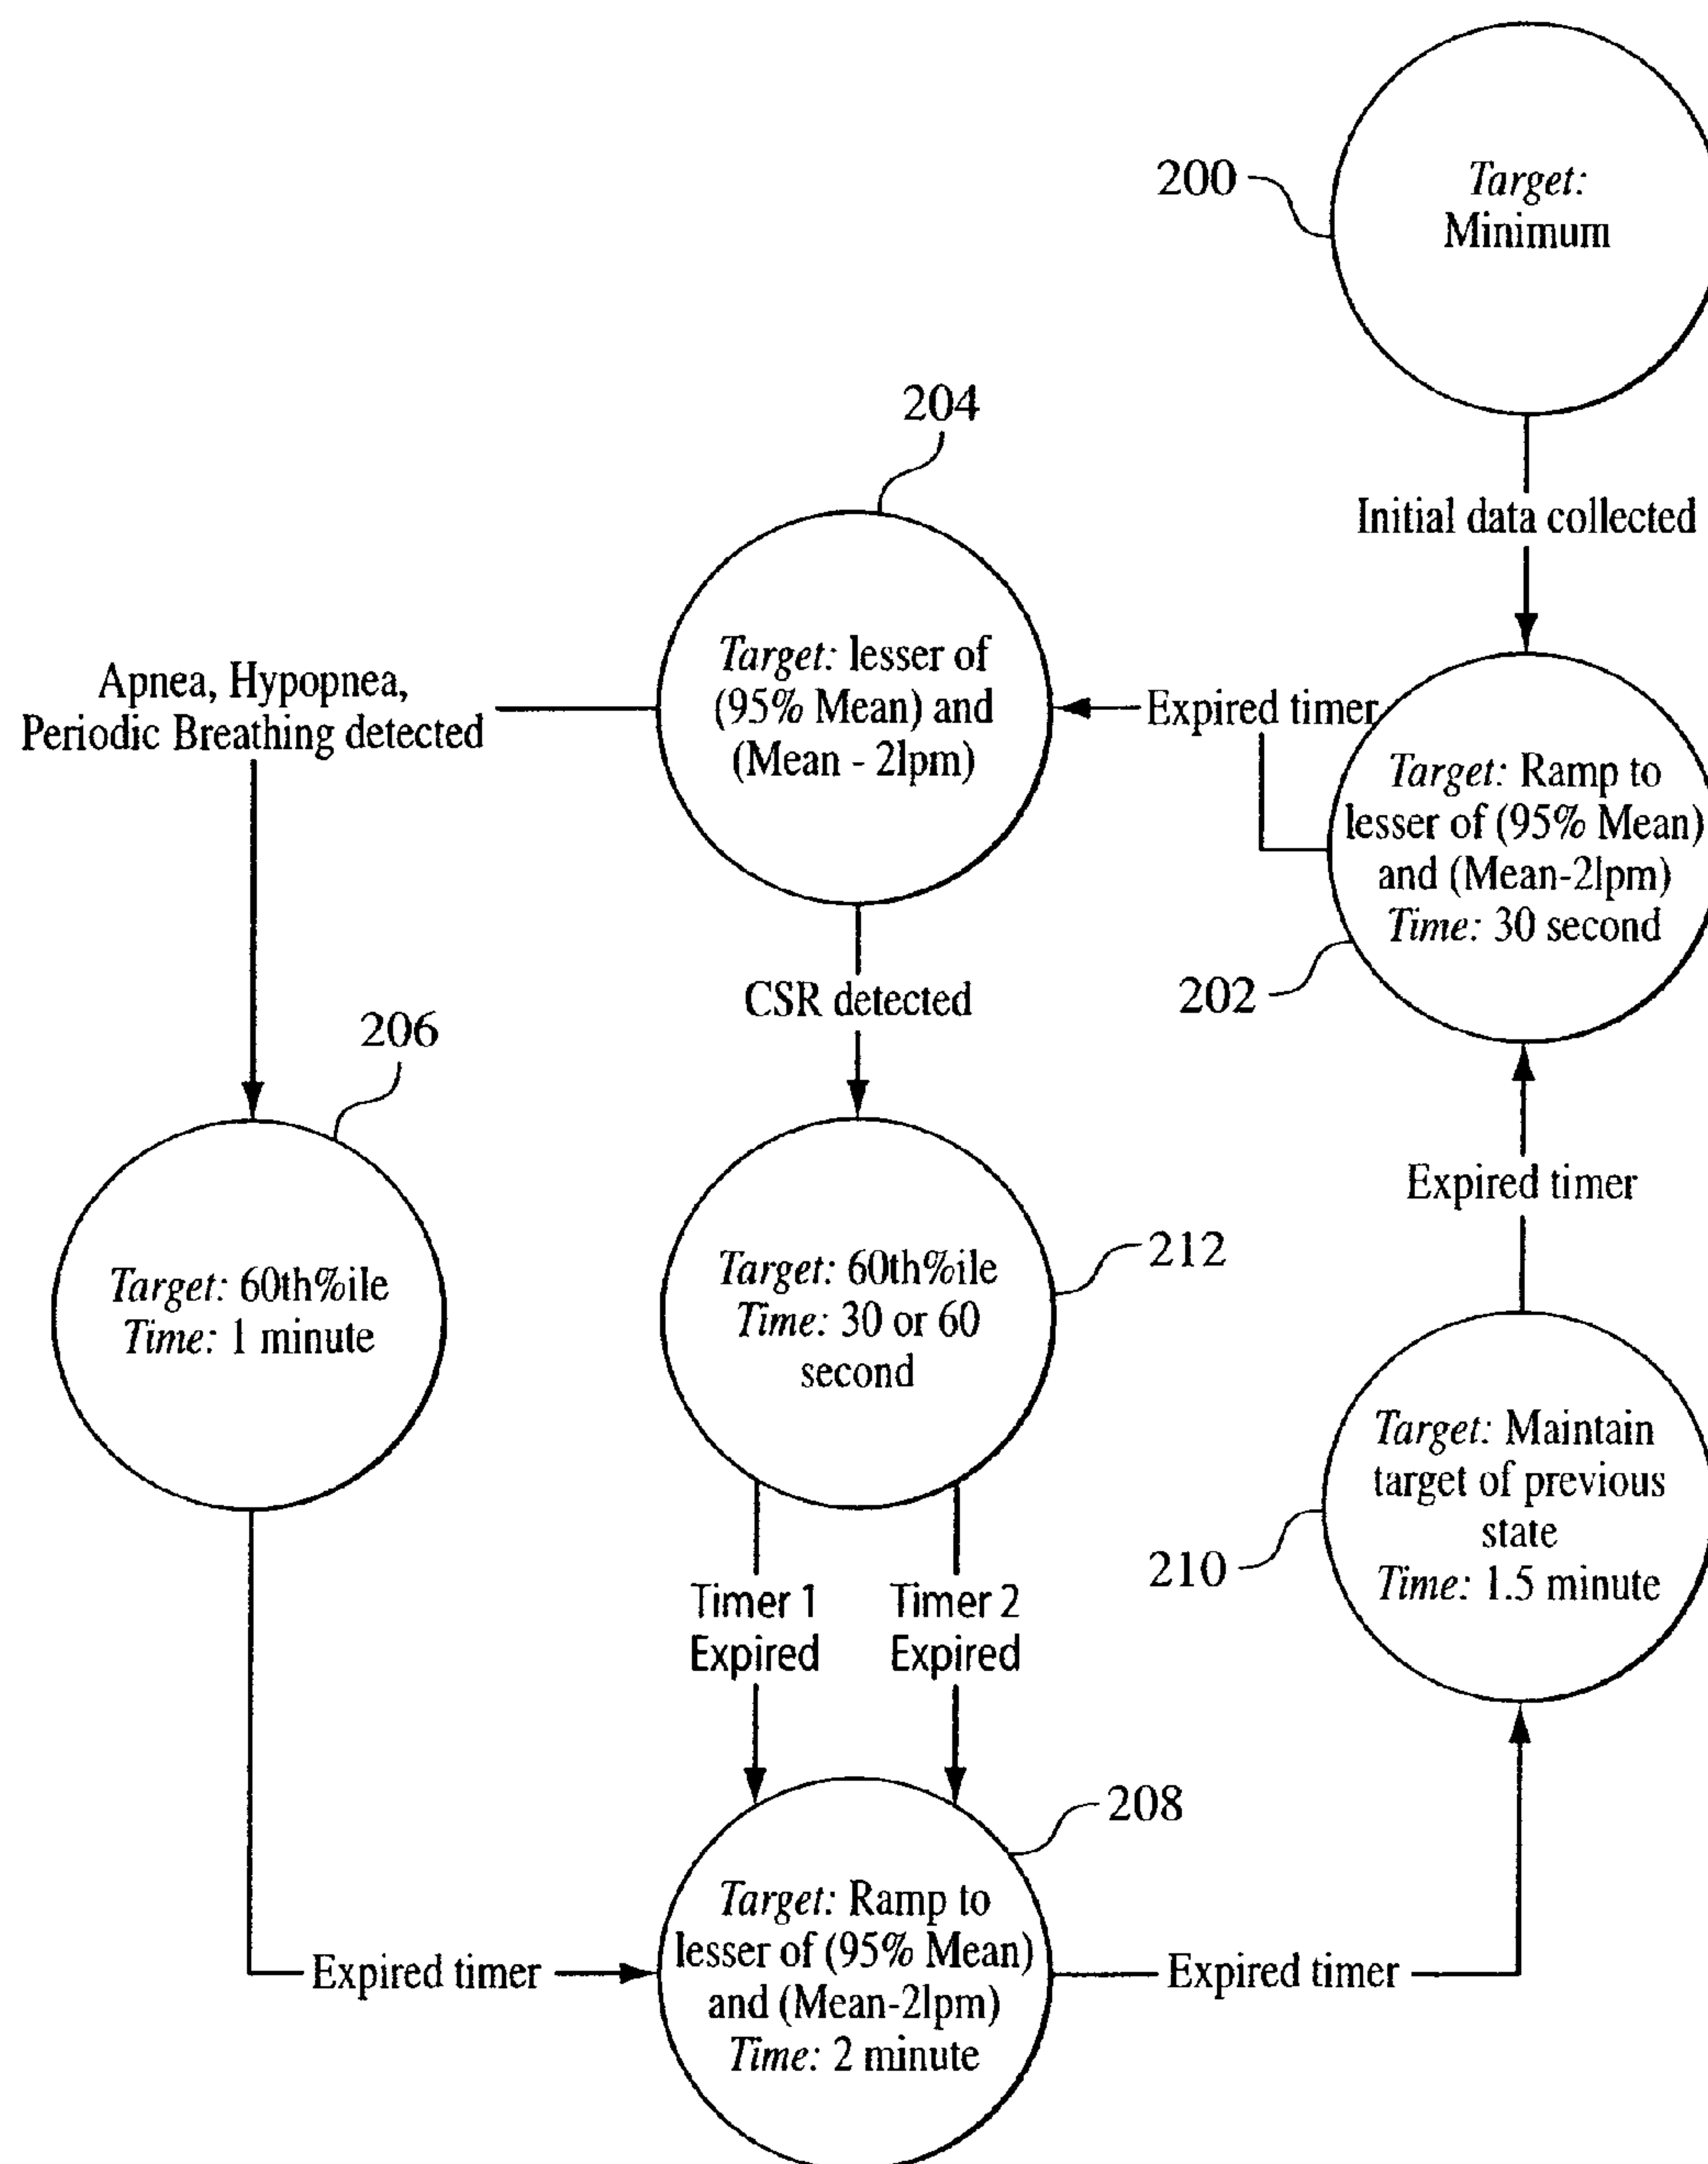 200
Target:
Minimum
Initial data collected
204
Target: lesser of
(95% Mean) and
(Mean - 2lpm)
Expired timer
Target: Ramp to
lesser of (95% Mean)
and (Mean-2lpm)
Time: 30 second
202
Apnea, Hypopnea,
Periodic Breathing detected
CSR detected
206
Target: 60th%ile
Time: 1 minute
212
Target: 60th%ile
Time: 30 or 60
second
Expired timer
210
Target: Maintain
target of previous
state
Time: 1.5 minute
Timer 1
Expired
Timer 2
Expired
208
Target: Ramp to
lesser of (95% Mean)
and (Mean-2lpm)
Time: 2 minute
Expired timer
Expired timer